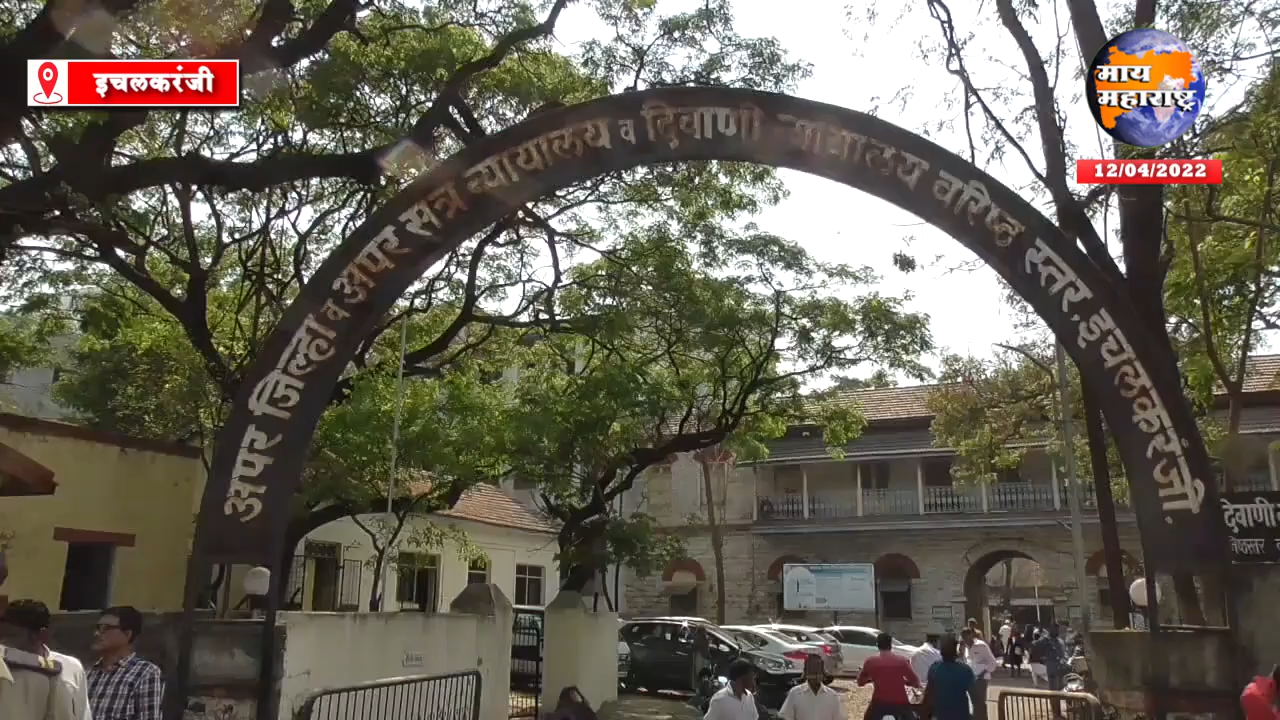 इचलकरंजी
माय
महाराष्ट्र
12/04/2022
अपर जिल्हा व अपर सत्र न्यायालय व दिवाणी न्यायालय वरिष्ठ स्तर, इचलकरंजी.
देवाणी